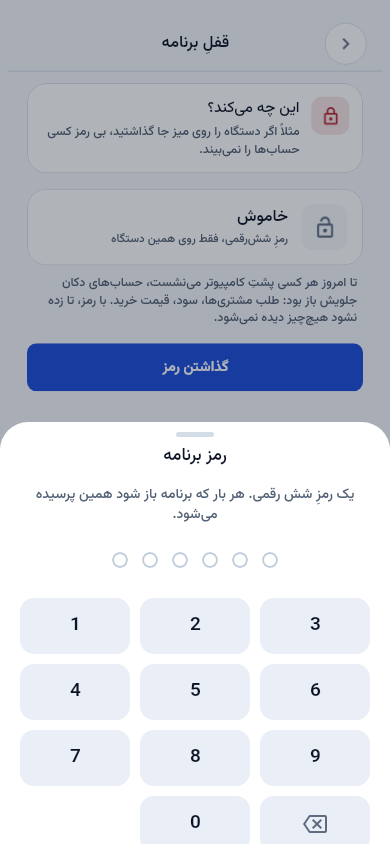 قفلِ برنامه
این چه می‌کند؟
مثلاً اگر دستگاه را روی میز جا گذاشتید، بی رمز کسی
حساب‌ها را نمی‌بیند.
خاموش
رمزِ شش‌رقمی، فقط روی همین دستگاه
تا امروز هر کسی پشتِ کامپیوتر می‌نشست، حساب‌های دکان
جلویش باز بود: طلب مشتری‌ها، سود، قیمت خرید. با رمز، تا زده
نشود هیچ‌چیز دیده نمی‌شود.
گذاشتن رمز
رمز برنامه
یک رمزِ شش رقمی. هر بار که برنامه باز شود همین پرسیده
می‌شود.
1 2 3
4 5 6
7 8 9
0